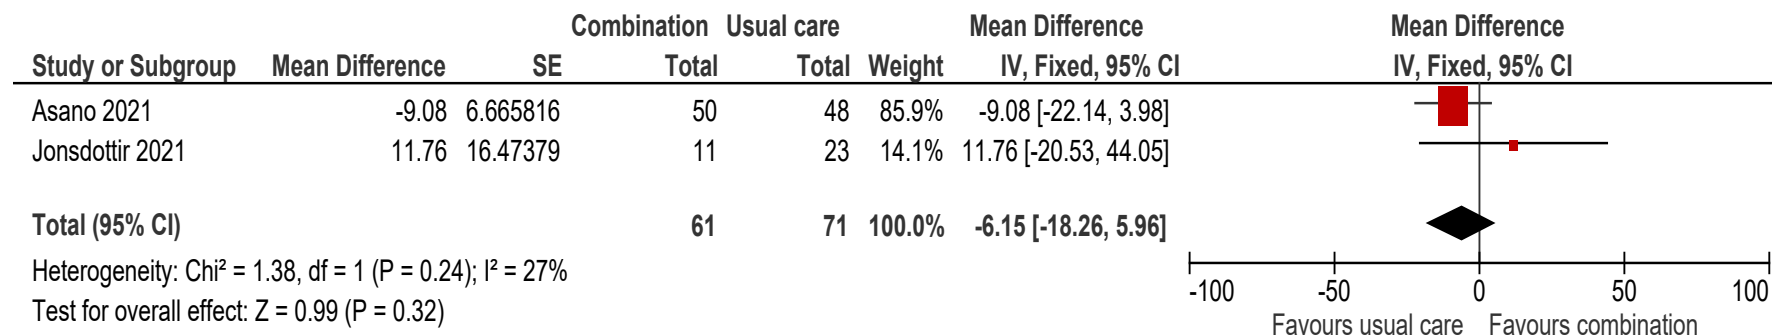 Combination Usual care Mean Difference Mean Difference
Study or Subgroup Mean Difference SE Total Total Weight IV, Fixed, 95% CI IV, Fixed, 95% CI
Asano 2021 -9.08 6.665816 50 48 85.9% -9.08 [-22.14, 3.98]
Jonsdottir 2021 11.76 16.47379 11 23 14.1% 11.76 [-20.53, 44.05]
Total (95% CI) 61 71 100.0% -6.15 [-18.26, 5.96]
Heterogeneity: Chi² = 1.38, df = 1 (P = 0.24); I² = 27%
Test for overall effect: Z = 0.99 (P = 0.32)
-100 -50 0 50 100
Favours usual care Favours combination